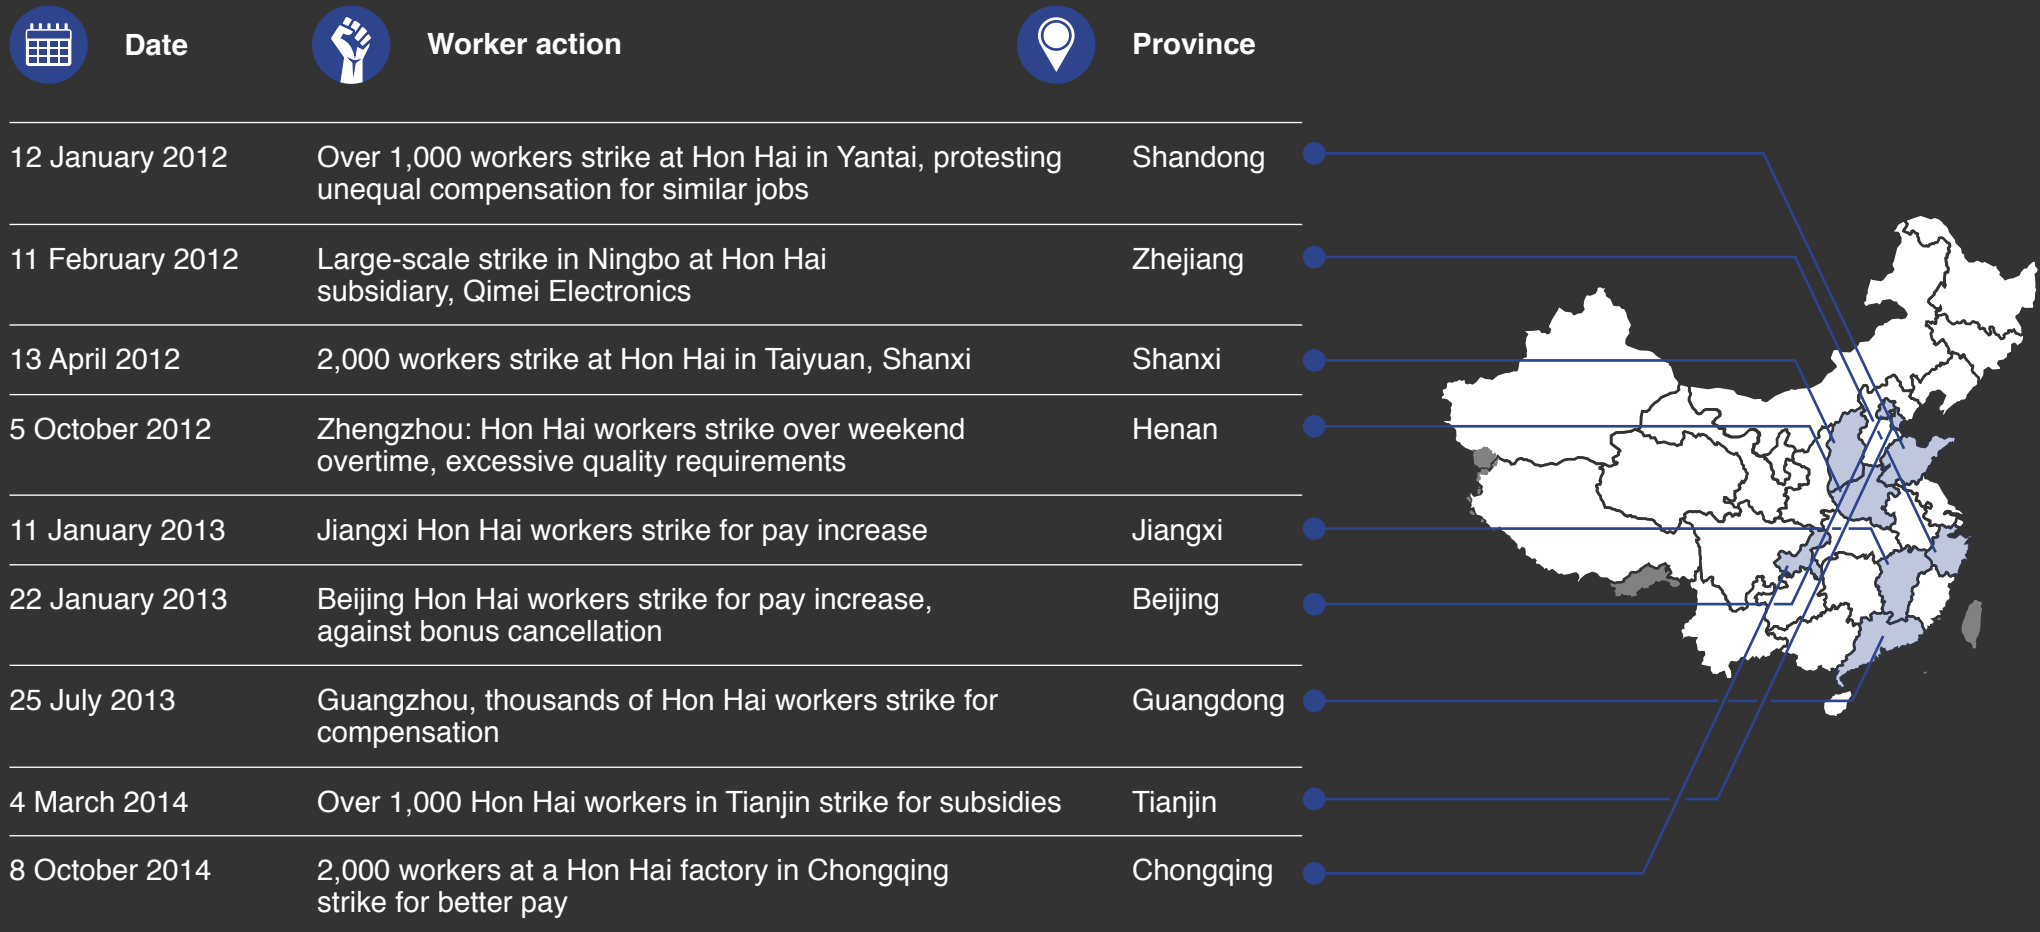 Date Worker action Province
12 January 2012 Over 1,000 workers strike at Hon Hai in Yantai, protesting Shandong
unequal compensation for similar jobs
11 February 2012 Large-scale strike in Ningbo at Hon Hai Zhejiang
subsidiary, Qimei Electronics
13 April 2012 2,000 workers strike at Hon Hai in Taiyuan, Shanxi Shanxi
5 October 2012 Zhengzhou: Hon Hai workers strike over weekend Henan
overtime, excessive quality requirements
11 January 2013 Jiangxi Hon Hai workers strike for pay increase Jiangxi
22 January 2013 Beijing Hon Hai workers strike for pay increase, Beijing
against bonus cancellation
25 July 2013 Guangzhou, thousands of Hon Hai workers strike for Guangdong
compensation
4 March 2014 Over 1,000 Hon Hai workers in Tianjin strike for subsidies Tianjin
8 October 2014 2,000 workers at a Hon Hai factory in Chongqing Chongqing
strike for better pay